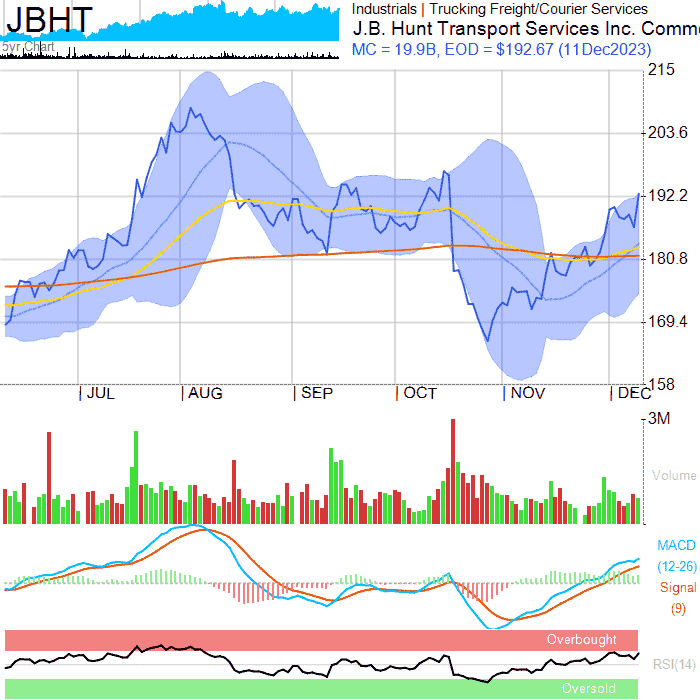 JBHT
5yr Chart
Industrials | Trucking Freight/Courier Services
J.B. Hunt Transport Services Inc. Comm
MC = 19.9B, EOD = $192.67 (11Dec2023)
215
203.6
192.2
180.8
169.4
158
JUL AUG SEP OCT NOV DEC
3M
Volume
MACD
(12-26)
Signal
(9)
Overbought
RSI(14)
Oversold